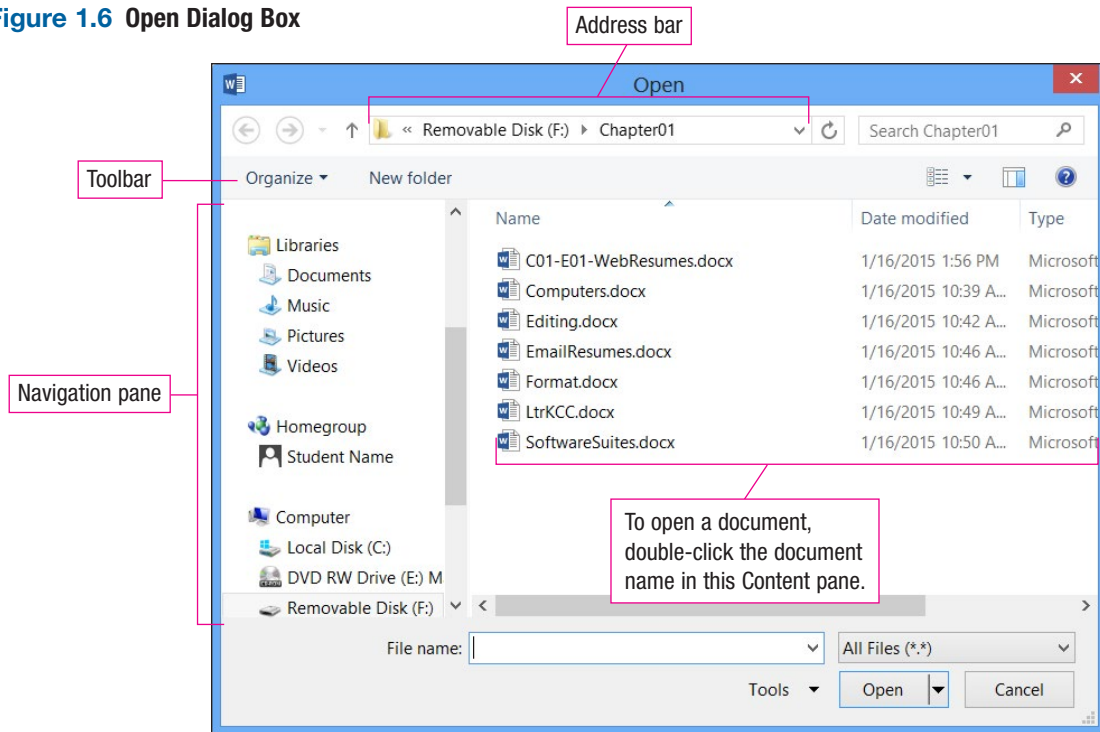 Figure 1.6 Open Dialog Box
Address bar
Open
« Removable Disk (F:) Chapter01
Search Chapter01
Toolbar
Organize New folder
Name Date modified Type
Libraries
Documents
Music
Pictures
Videos
Homegroup
Student Name
Computer
Local Disk (C:)
DVD RW Drive (E:) M
Removable Disk (F:)
Navigation pane
C01-E01-WebResumes.docx 1/16/2015 1:56 PM Microsoft
Computers.docx 1/16/2015 10:39 A... Microsoft
Editing.docx 1/16/2015 10:42 A... Microsoft
EmailResumes.docx 1/16/2015 10:46 A... Microsoft
Format.docx 1/16/2015 10:46 A... Microsoft
LtrKCC.docx 1/16/2015 10:49 A... Microsoft
SoftwareSuites.docx 1/16/2015 10:50 A... Microsoft
To open a document,
double-click the document
name in this Content pane.
File name: All Files (*.*)
Tools Open Cancel